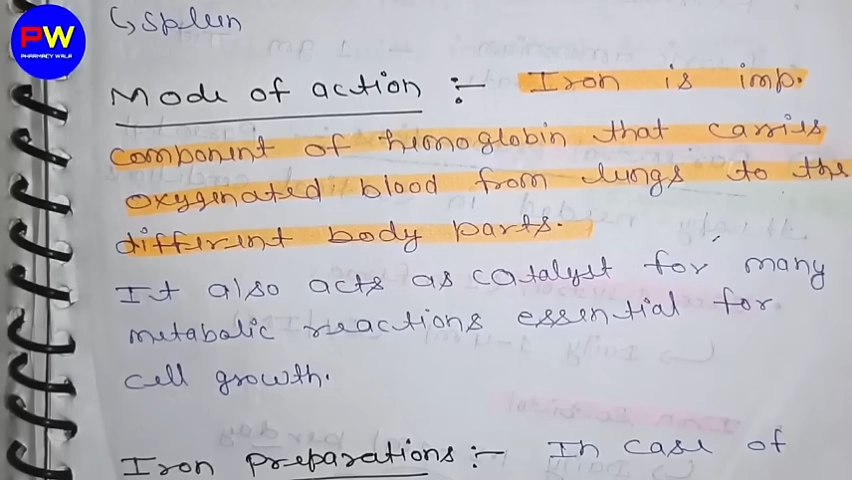 PW
PHARMACY WALA
↳ Spleen
Mode of action :- Iron is imp.
component of hemoglobin that carries
oxygenated blood from lungs to the
different body parts.
It also acts as catalyst for many
metabolic reactions essential for
cell growth.
Iron preparations :- In case of